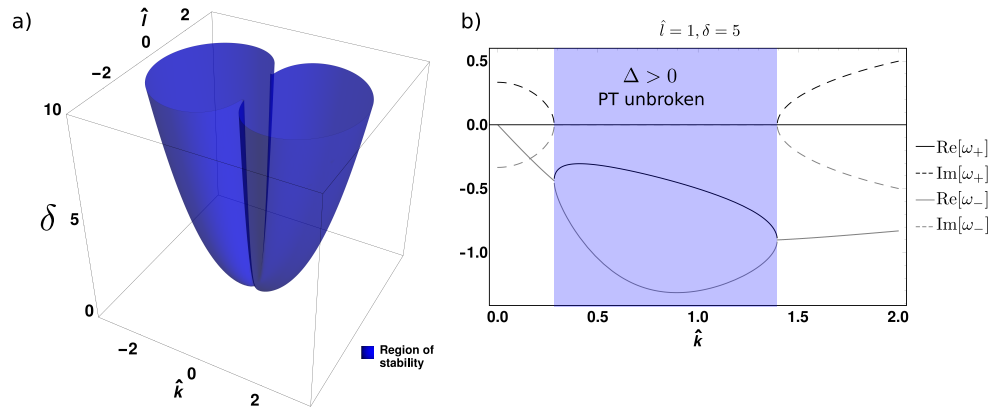 a)
l̂
2
0
−2
10
δ
5
0
−2
0
2
k̂
Region of
stability
b)
l̂ = 1, δ = 5
Δ > 0
PT unbroken
0.5
0.0
-0.5
-1.0
0.0
0.5
1.0
1.5
2.0
k̂
Re[ω₊]
Im[ω₊]
Re[ω₋]
Im[ω₋]